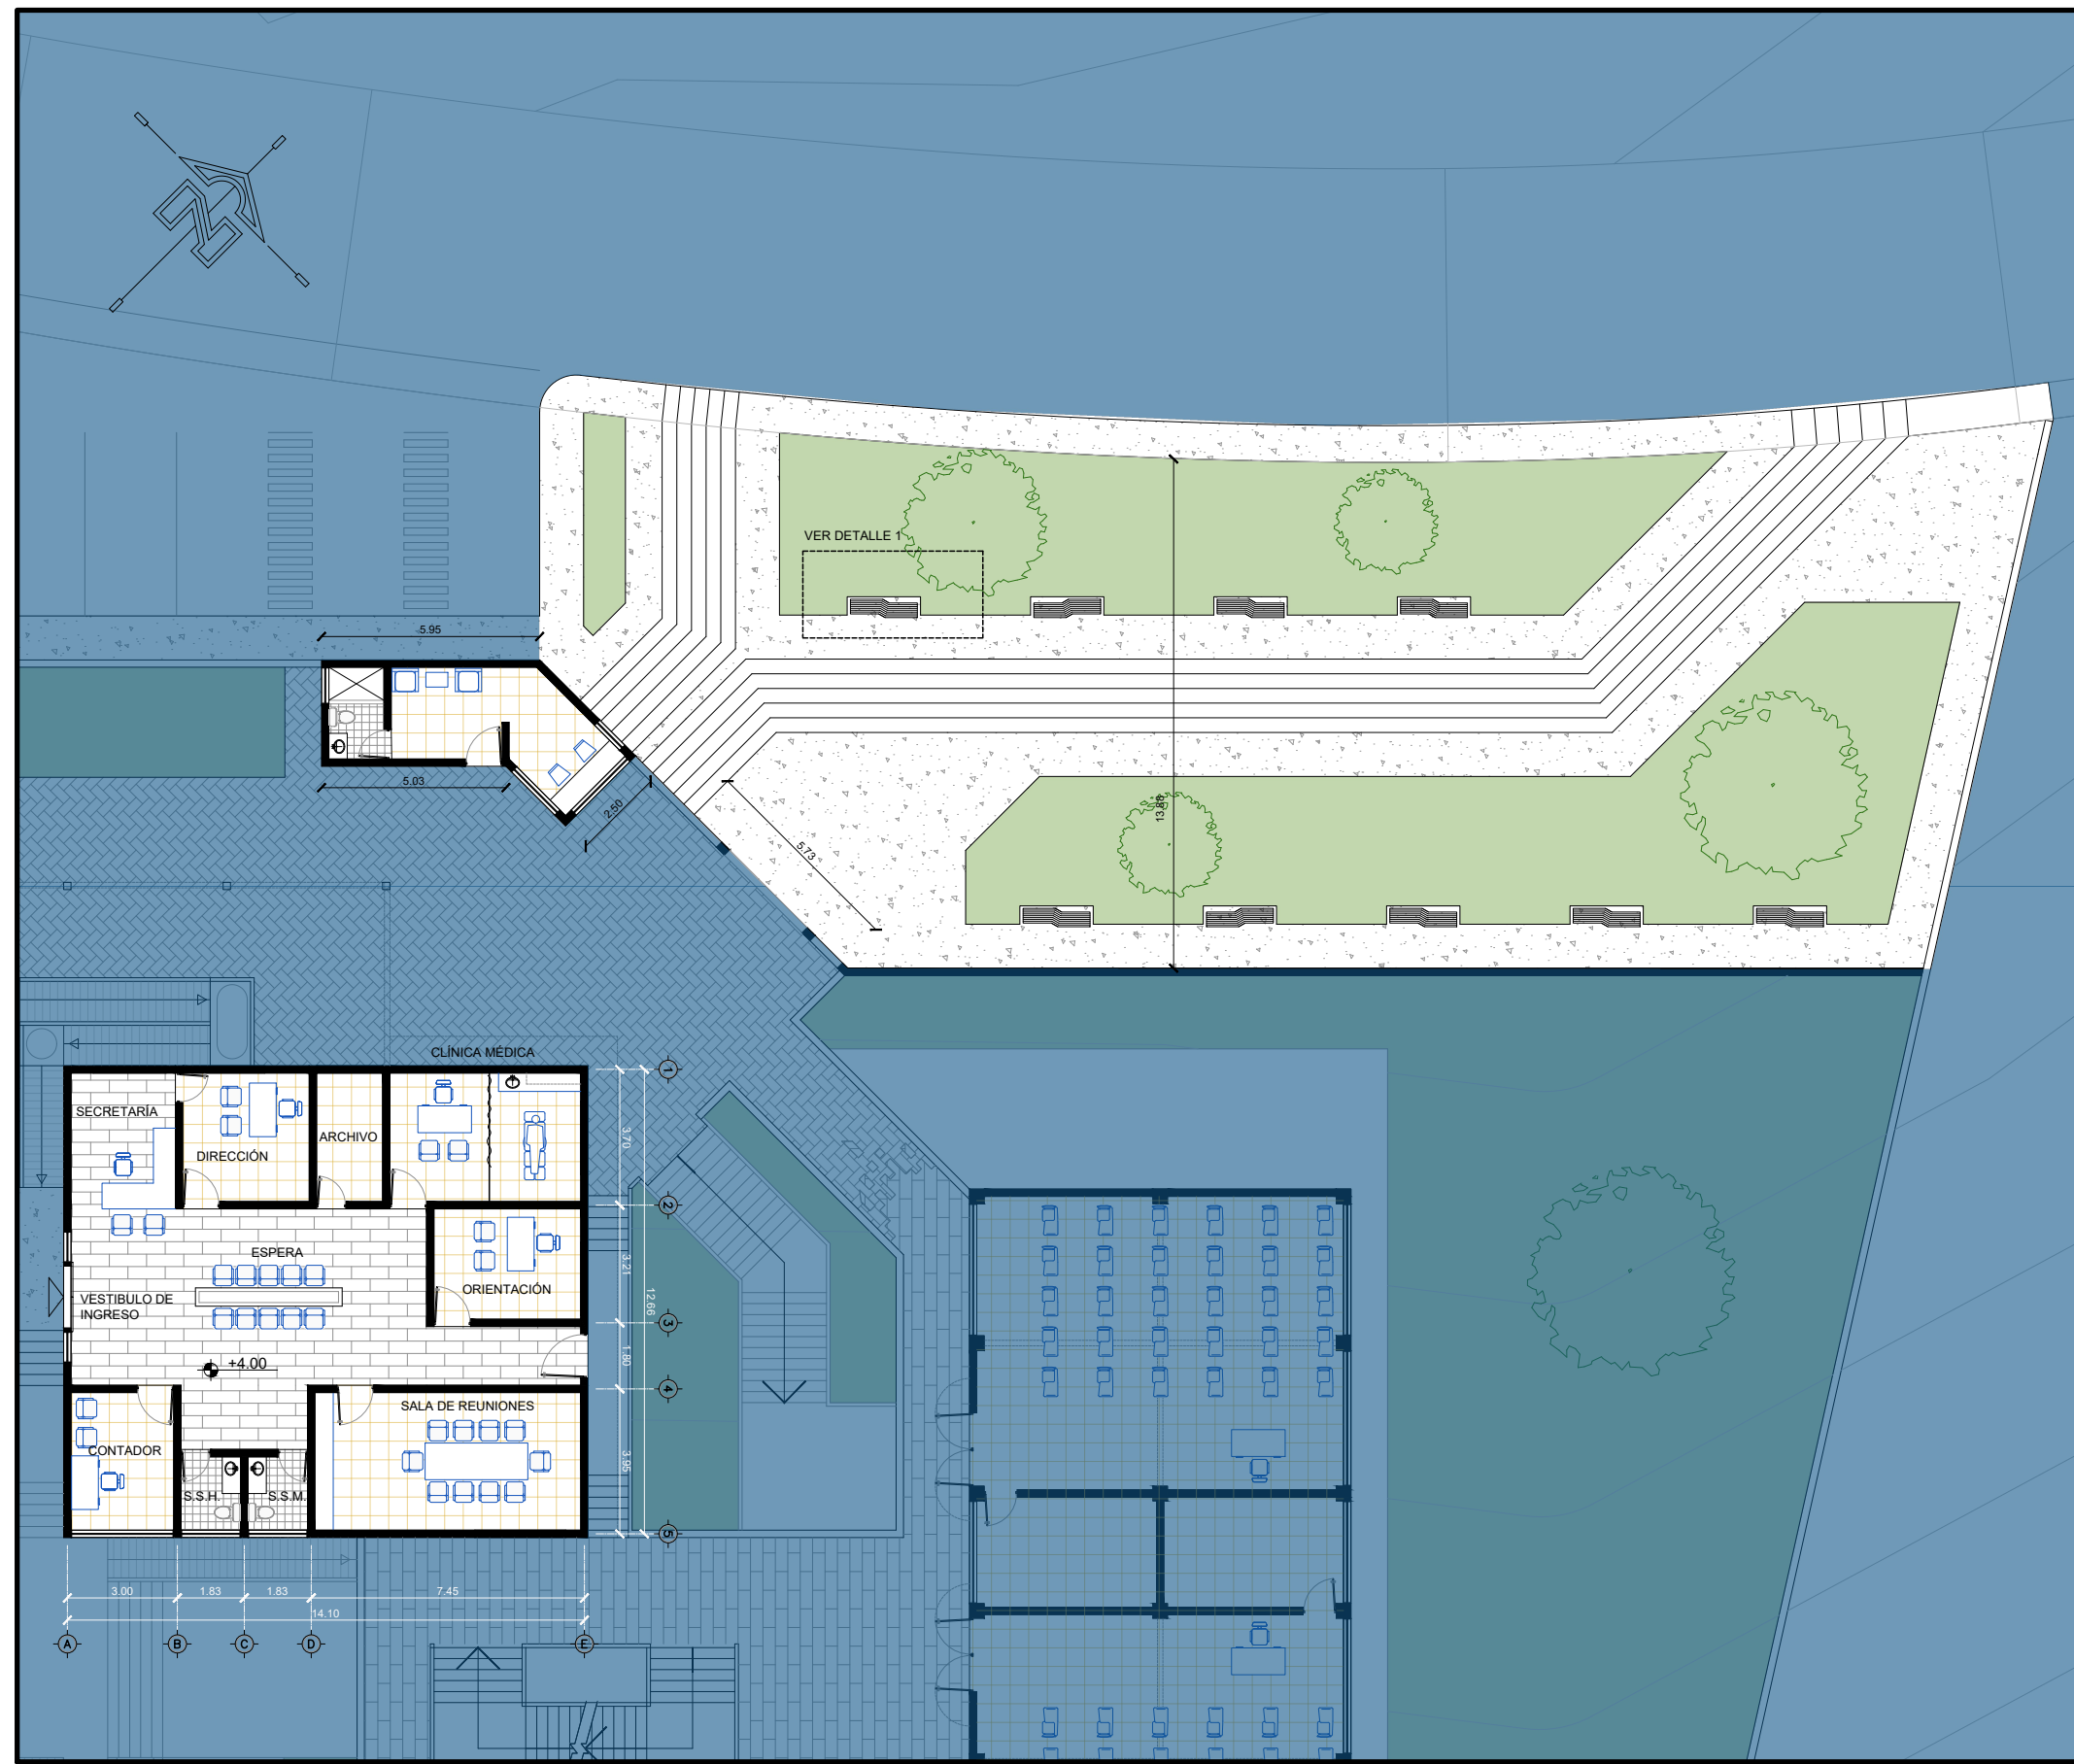 N
VER DETALLE 1
5.95
5.03
2.50
5.73
13.88
CLÍNICA MÉDICA
SECRETARÍA
DIRECCIÓN
ARCHIVO
ESPERA
VESTIBULO DE
INGRESO
ORIENTACIÓN
+4.00
SALA DE REUNIONES
CONTADOR
S.S.H.
S.S.M.
1
2
3
4
5
3.70
3.21
1.80
3.95
12.66
3.00
1.83
1.83
7.45
14.10
A
B
C
D
E